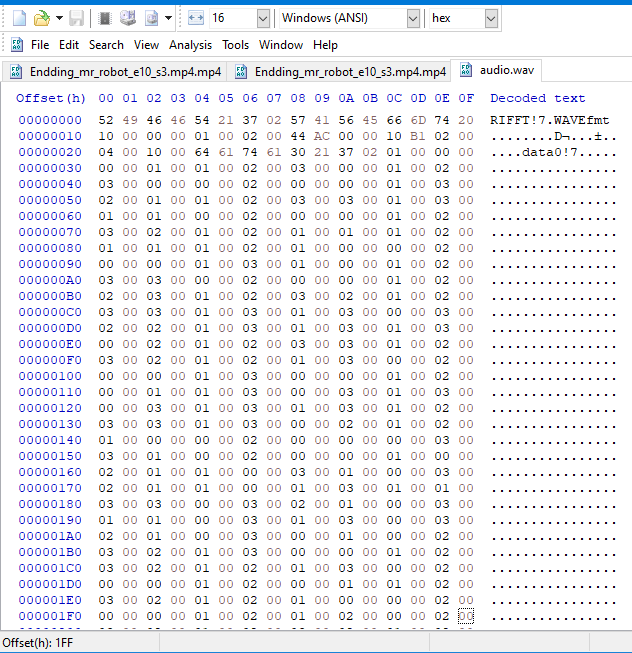 16 Windows (ANSI) hex
File Edit Search View Analysis Tools Window Help
Endding_mr_robot_e10_s3.mp4.mp4 Endding_mr_robot_e10_s3.mp4.mp4 audio.wav
Offset(h) 00 01 02 03 04 05 06 07 08 09 0A 0B 0C 0D 0E 0F Decoded text
00000000 52 49 46 46 54 21 37 02 57 41 56 45 66 6D 74 20 RIFFT!7.WAVEfmt
00000010 10 00 00 00 01 00 02 00 44 AC 00 00 10 B1 02 00 ........D¬...±..
00000020 04 00 10 00 64 61 74 61 30 21 37 02 01 00 00 00 ....data0!7.....
00000030 00 00 01 00 01 00 02 00 03 00 00 00 01 00 02 00 ................
00000040 03 00 00 00 01 00 02 00 00 00 00 00 01 00 03 00 ................
00000050 02 00 01 00 01 00 02 00 03 00 03 00 01 00 03 00 ................
00000060 01 00 01 00 00 00 02 00 00 00 00 00 01 00 02 00 ................
00000070 03 00 02 00 01 00 02 00 01 00 01 00 01 00 02 00 ................
00000080 01 00 01 00 01 00 02 00 01 00 00 00 00 00 02 00 ................
00000090 00 00 00 00 01 00 03 00 01 00 00 00 01 00 02 00 ................
000000A0 03 00 03 00 00 00 02 00 00 00 00 00 01 00 03 00 ................
000000B0 02 00 03 00 01 00 02 00 03 00 02 00 01 00 02 00 ................
000000C0 03 00 03 00 01 00 03 00 01 00 03 00 00 00 03 00 ................
000000D0 02 00 02 00 01 00 03 00 01 00 03 00 01 00 03 00 ................
000000E0 00 00 02 00 01 00 02 00 03 00 03 00 01 00 02 00 ................
000000F0 03 00 02 00 01 00 02 00 01 00 03 00 00 00 02 00 ................
00000100 00 00 00 00 01 00 03 00 00 00 00 00 01 00 02 00 ................
00000110 00 00 01 00 01 00 03 00 00 00 03 00 01 00 02 00 ................
00000120 00 00 03 00 01 00 03 00 01 00 03 00 01 00 02 00 ................
00000130 03 00 03 00 01 00 03 00 00 00 02 00 01 00 02 00 ................
00000140 01 00 00 00 00 00 02 00 00 00 00 00 00 00 03 00 ................
00000150 03 00 01 00 00 00 02 00 00 00 00 00 01 00 03 00 ................
00000160 02 00 01 00 01 00 00 00 03 00 01 00 00 00 03 00 ................
00000170 02 00 01 00 01 00 00 00 01 00 03 00 01 00 01 00 ................
00000180 03 00 03 00 00 00 03 00 02 00 01 00 00 00 03 00 ................
00000190 01 00 01 00 00 00 03 00 01 00 03 00 00 00 03 00 ................
000001A0 02 00 01 00 00 00 03 00 01 00 00 00 01 00 02 00 ................
000001B0 03 00 02 00 01 00 03 00 00 00 00 00 01 00 02 00 ................
000001C0 03 00 02 00 01 00 02 00 01 00 03 00 00 00 02 00 ................
000001D0 00 00 00 00 01 00 02 00 00 00 01 00 01 00 02 00 ................
000001E0 03 00 02 00 01 00 02 00 01 00 00 00 00 00 02 00 ................
000001F0 00 00 00 00 01 00 02 00 01 00 02 00 00 00 02 00 ................
Offset(h): 1FF